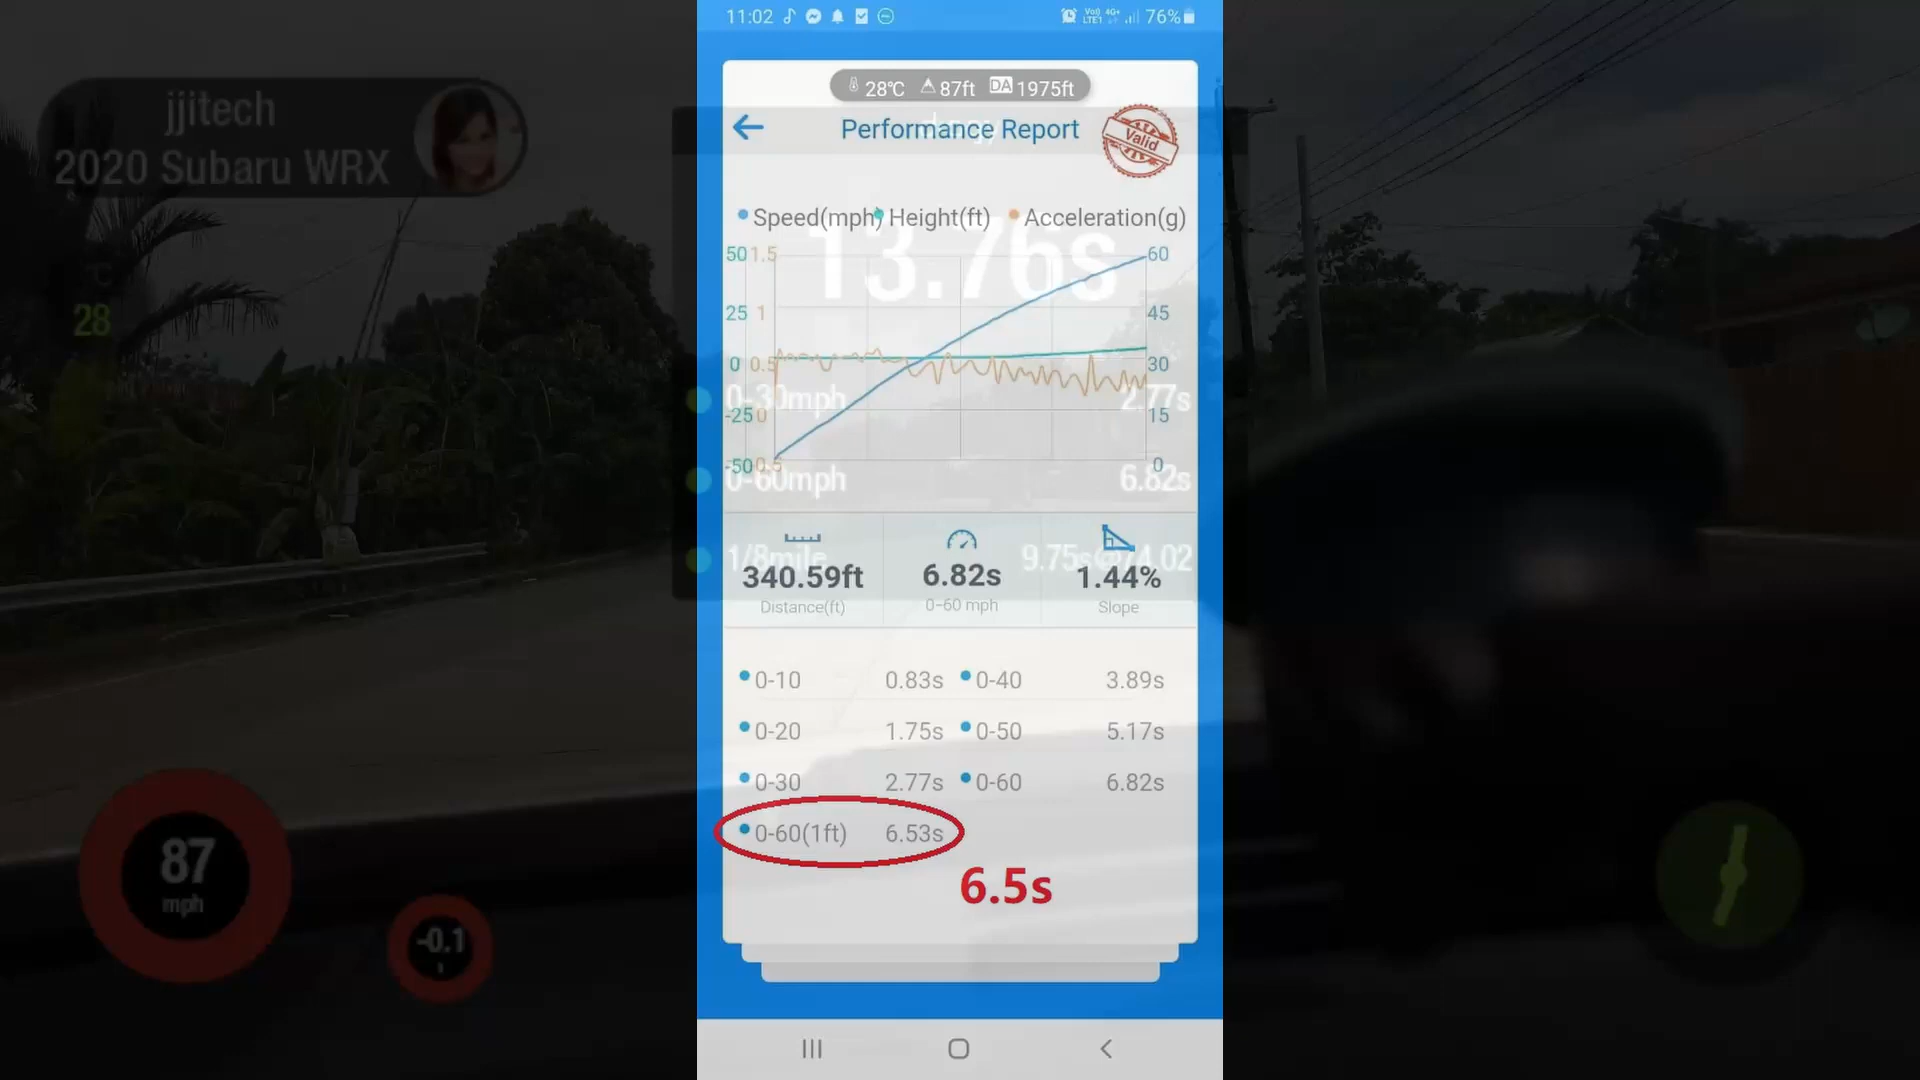 11:02
76%
28°C 87ft DA 1975ft
Performance Report
Valid
jjitech
2020 Subaru WRX
Speed(mph) Height(ft) Acceleration(g)
13.76s
50 1.5 60
25 1 45
0 0.5 30
-25 0 15
-50 0.5 0
°C
28
0-30mph 2.77s
0-60mph 6.82s
1/8mile
340.59ft 6.82s 1.44%
Distance(ft) 0-60 mph Slope
0-10 0.83s 0-40 3.89s
0-20 1.75s 0-50 5.17s
0-30 2.77s 0-60 6.82s
0-60(1ft) 6.53s
6.5s
87
mph
-0.1